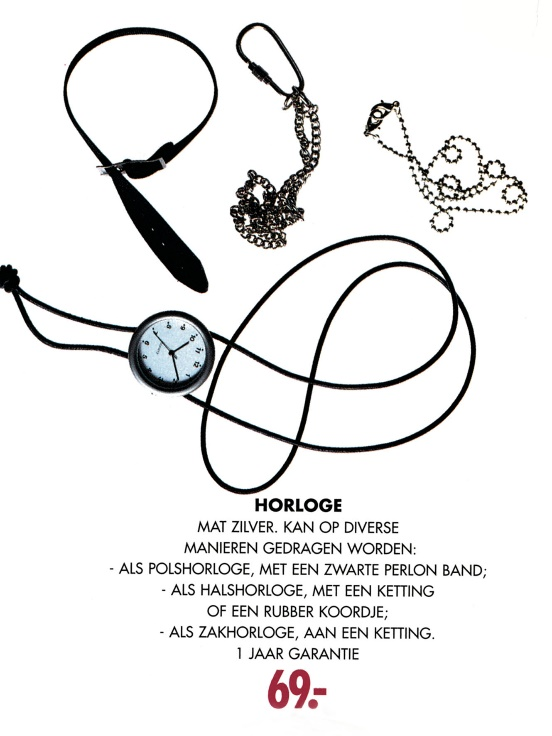 HORLOGE
MAT ZILVER. KAN OP DIVERSE
MANIEREN GEDRAGEN WORDEN:
- ALS POLSHORLOGE, MET EEN ZWARTE PERLON BAND;
- ALS HALSHORLOGE, MET EEN KETTING
OF EEN RUBBER KOORDJE;
- ALS ZAKHORLOGE, AAN EEN KETTING.
1 JAAR GARANTIE
69.-